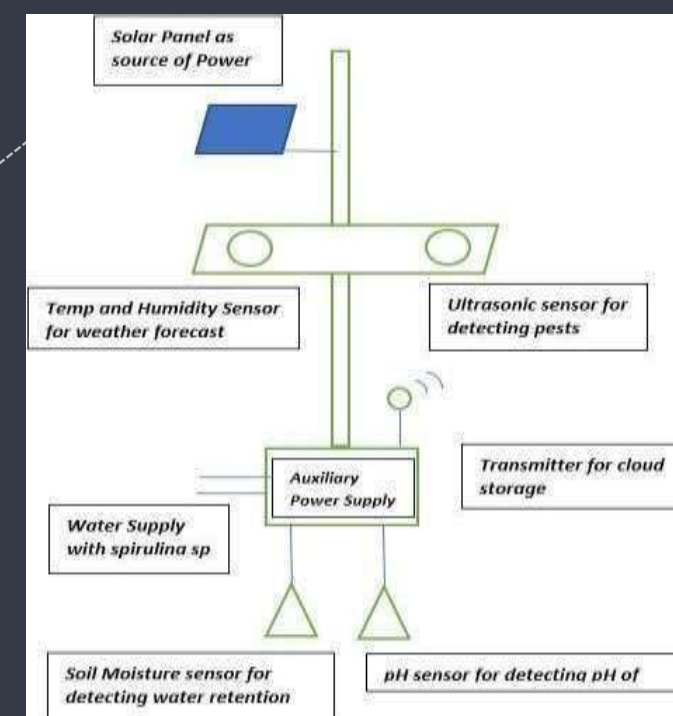 Solar Panel as
source of Power
Temp and Humidity Sensor
for weather forecast
Ultrasonic sensor for
detecting pests
Auxiliary
Power Supply
Transmitter for cloud
storage
Water Supply
with spirulina sp
Soil Moisture sensor for
detecting water retention
pH sensor for detecting pH of